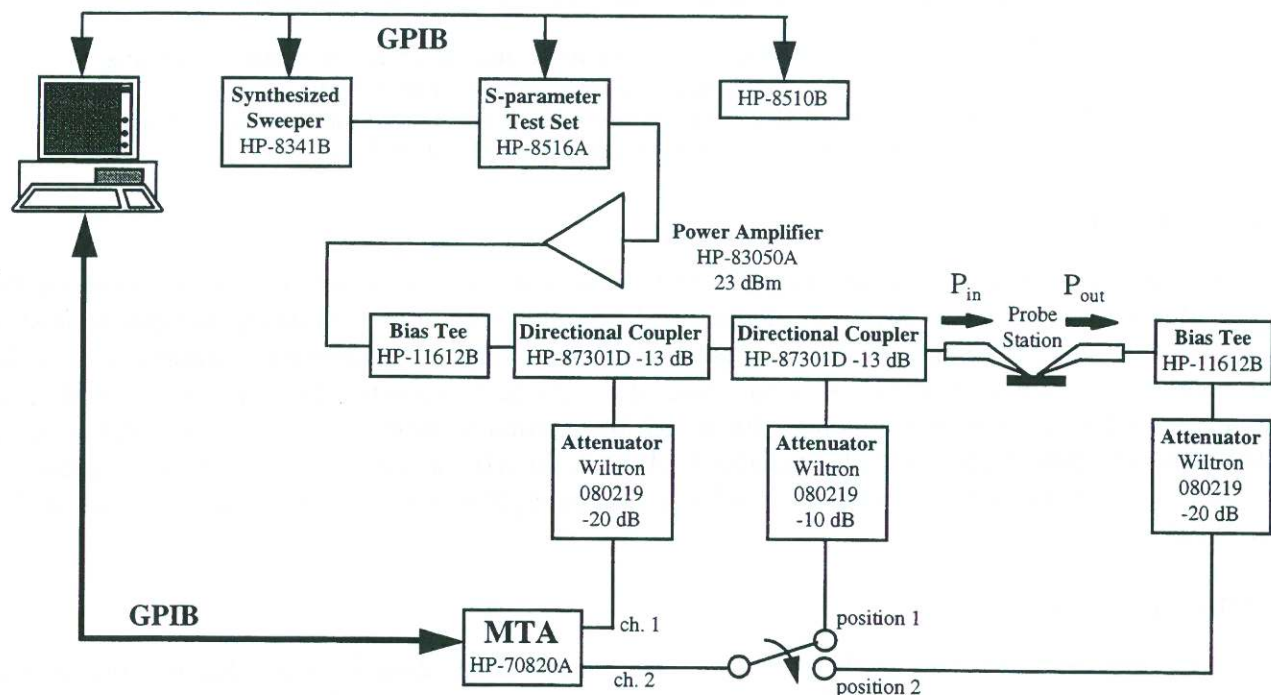 GPIB
Synthesized
Sweeper
HP-8341B
S-parameter
Test Set
HP-8516A
HP-8510B
Power Amplifier
HP-83050A
23 dBm
P_in
P_out
Probe
Station
Bias Tee
HP-11612B
Directional Coupler
HP-87301D -13 dB
Directional Coupler
HP-87301D -13 dB
Bias Tee
HP-11612B
Attenuator
Wiltron
080219
-20 dB
Attenuator
Wiltron
080219
-10 dB
Attenuator
Wiltron
080219
-20 dB
GPIB
MTA
HP-70820A
ch. 1
ch. 2
position 1
position 2